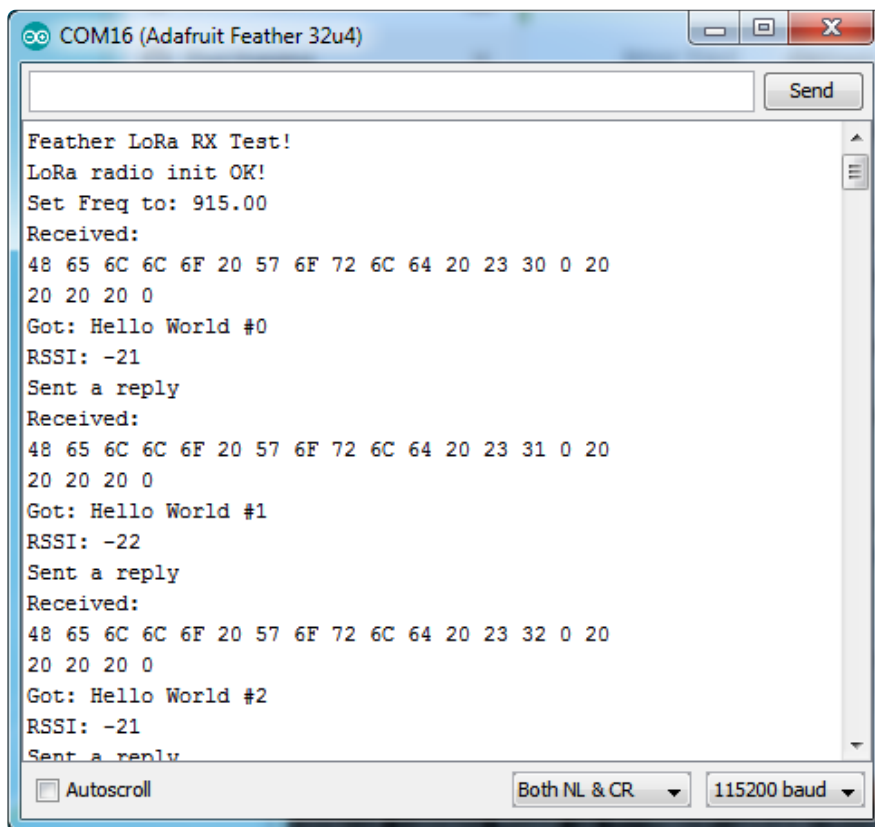 COM16 (Adafruit Feather 32u4)
Send
Feather LoRa RX Test!
LoRa radio init OK!
Set Freq to: 915.00
Received:
48 65 6C 6C 6F 20 57 6F 72 6C 64 20 23 30 0 20
20 20 20 0
Got: Hello World #0
RSSI: -21
Sent a reply
Received:
48 65 6C 6C 6F 20 57 6F 72 6C 64 20 23 31 0 20
20 20 20 0
Got: Hello World #1
RSSI: -22
Sent a reply
Received:
48 65 6C 6C 6F 20 57 6F 72 6C 64 20 23 32 0 20
20 20 20 0
Got: Hello World #2
RSSI: -21
Sent a reply
Autoscroll Both NL & CR 115200 baud